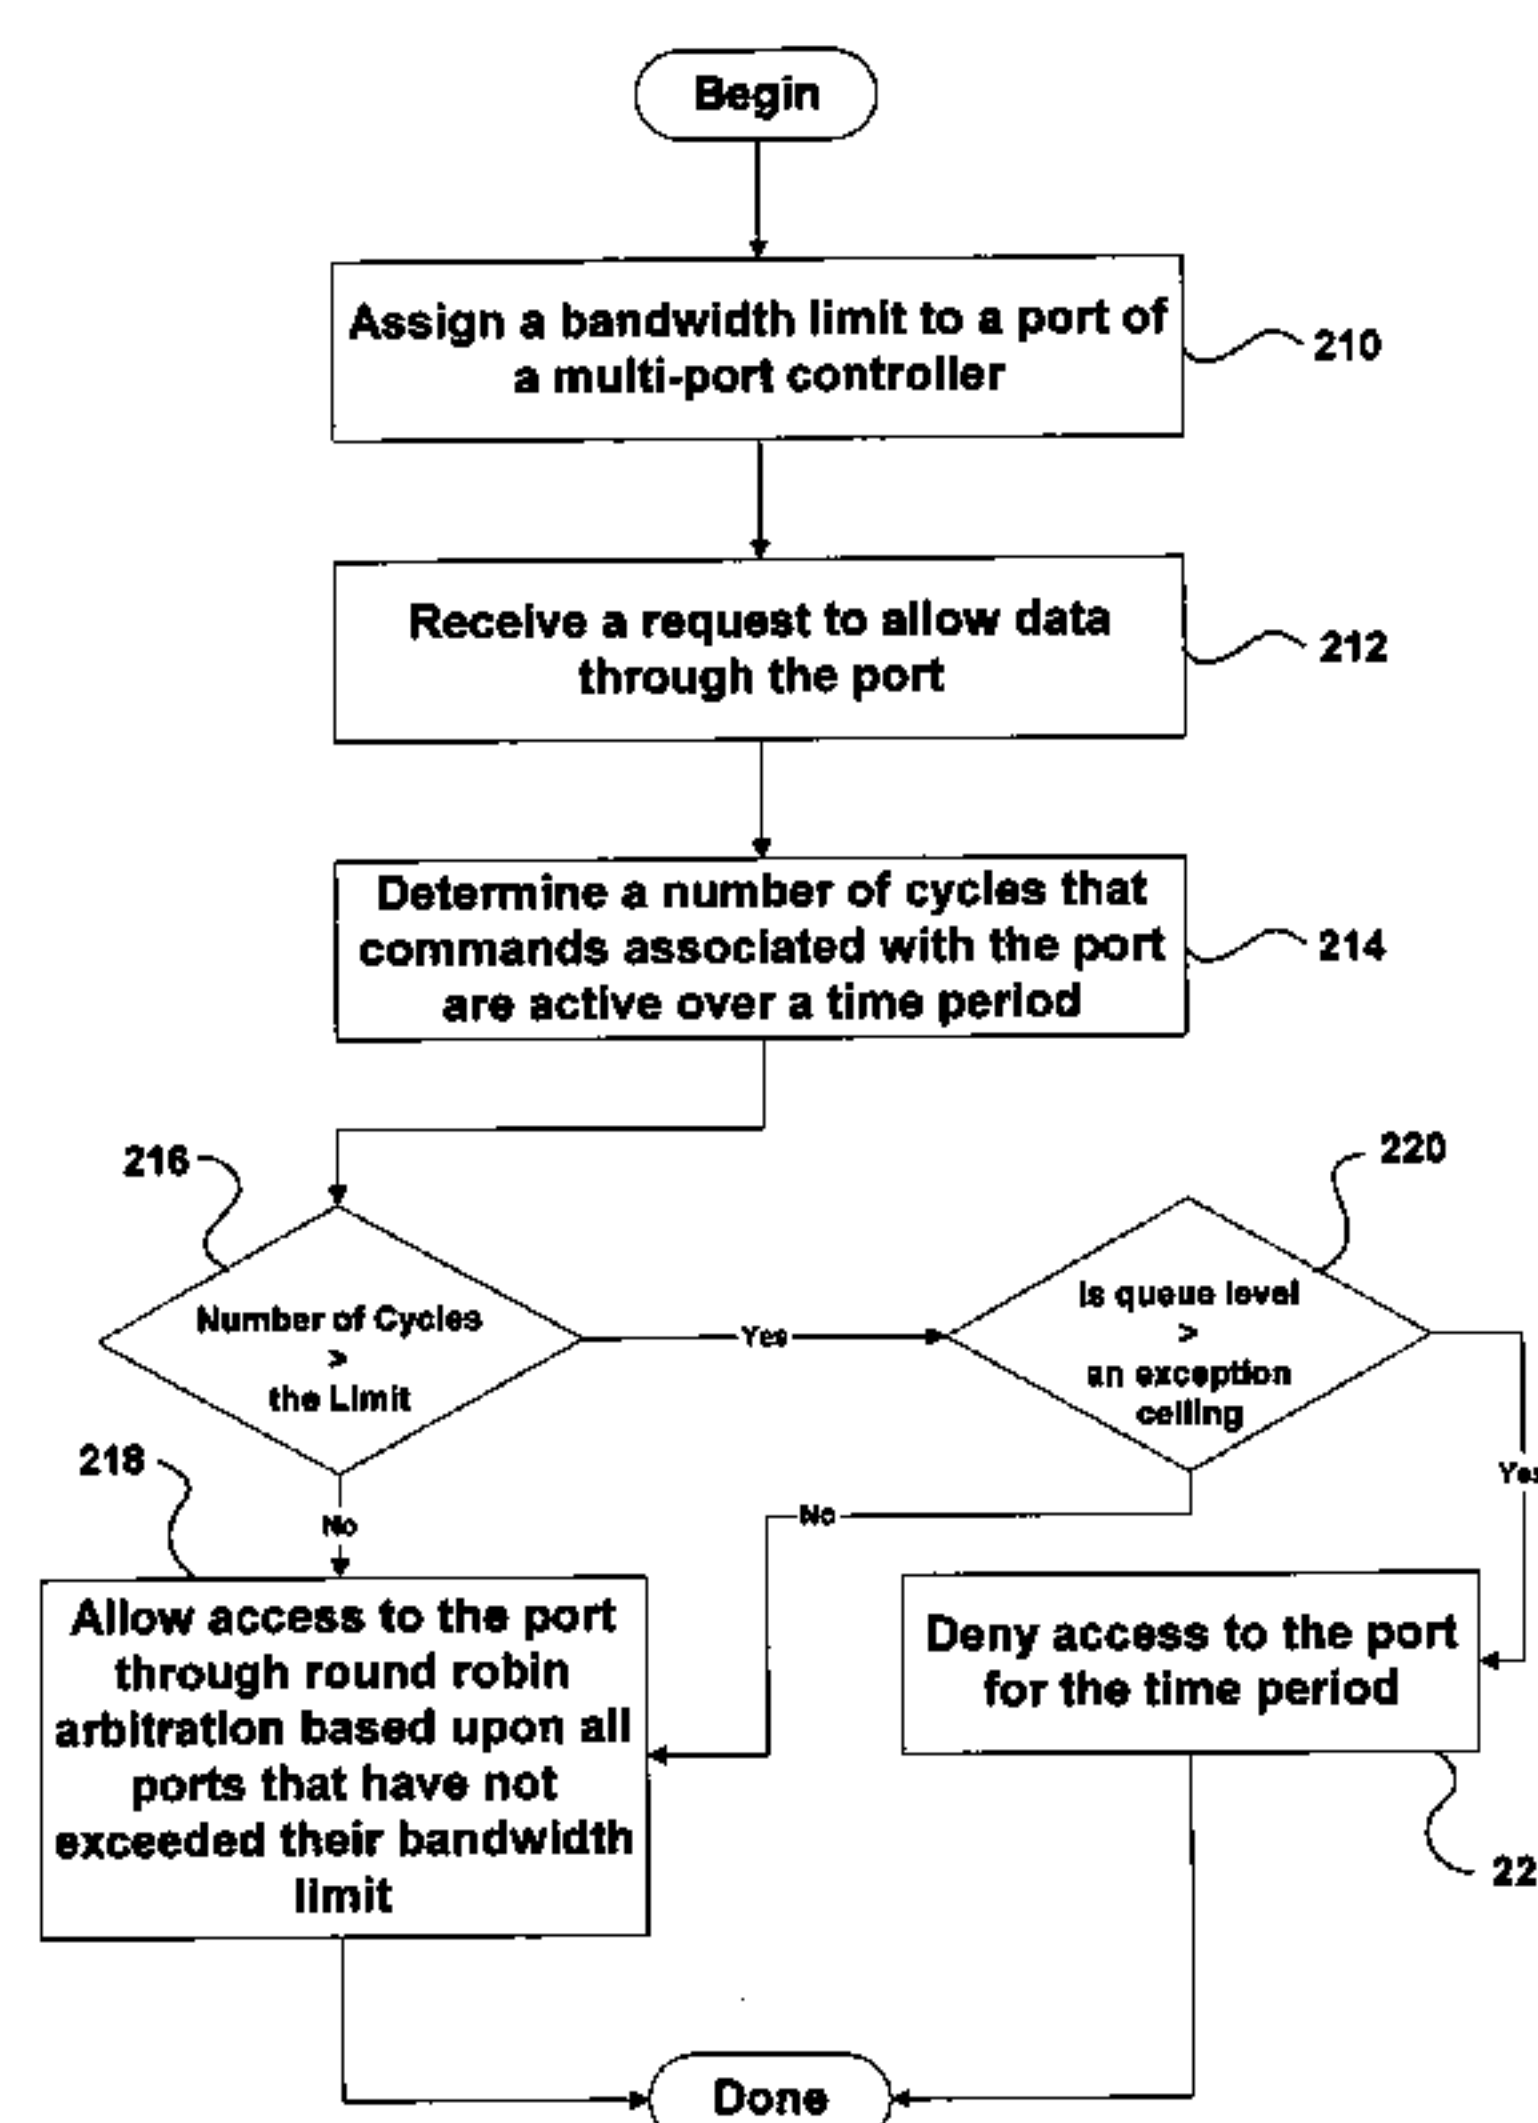 Begin
Assign a bandwidth limit to a port of
a multi-port controller
210
Receive a request to allow data
through the port
212
Determine a number of cycles that
commands associated with the port
are active over a time period
214
216
220
Number of Cycles
>
the Limit
Yes
Is queue level
>
an exception
ceiling
Yes
218
No
No
Allow access to the port
through round robin
arbitration based upon all
ports that have not
exceeded their bandwidth
limit
Deny access to the port
for the time period
22
Done